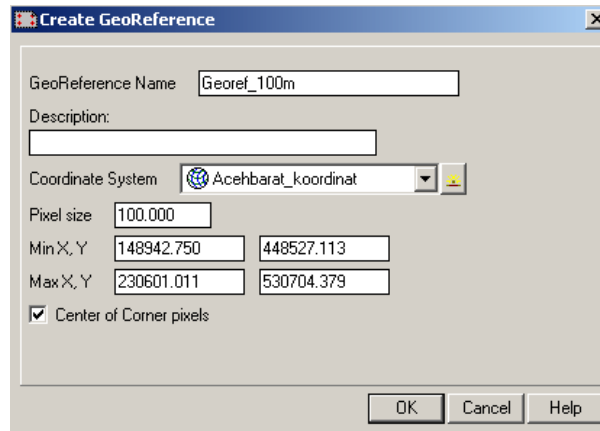 Create GeoReference
GeoReference Name Georef_100m
Description:
Coordinate System Acehbarat_koordinat
Pixel size 100.000
Min X, Y 148942.750 448527.113
Max X, Y 230601.011 530704.379
Center of Corner pixels
OK Cancel Help